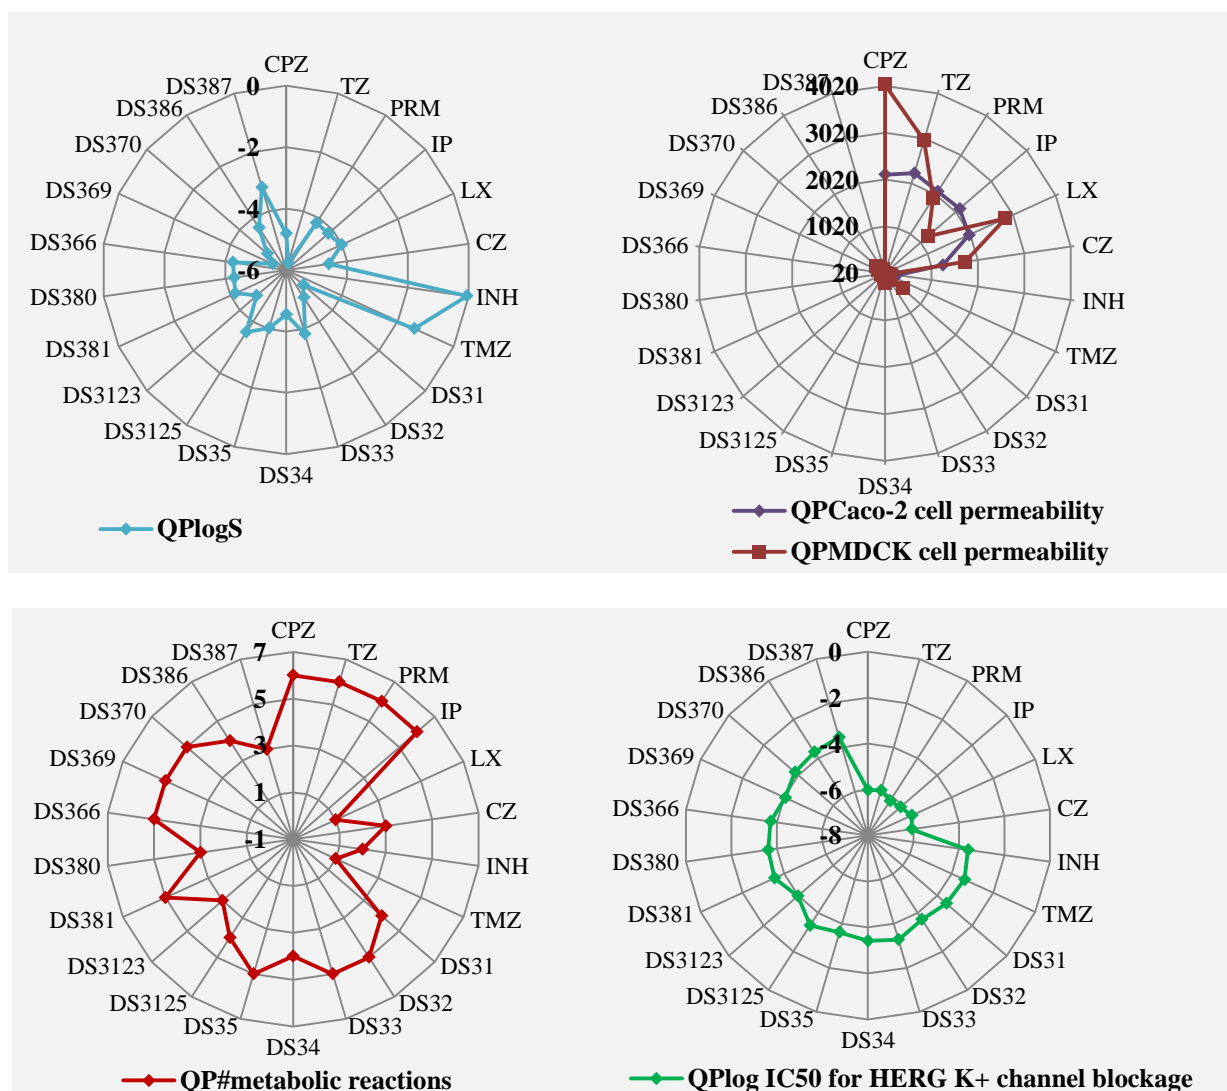 CPZ
TZ
PRM
IP
LX
CZ
INH
TMZ
DS31
DS32
DS33
DS34
DS35
DS3125
DS3123
DS381
DS380
DS366
DS369
DS370
DS386
DS387
0
-2
-4
-6
QPlogS
CPZ
TZ
PRM
IP
LX
CZ
INH
TMZ
DS31
DS32
DS33
DS34
DS35
DS3125
DS3123
DS381
DS380
DS366
DS369
DS370
DS386
DS387
4020
3020
2020
1020
20
QPCaco-2 cell permeability
QPMDCK cell permeability
CPZ
TZ
PRM
IP
LX
CZ
INH
TMZ
DS31
DS32
DS33
DS34
DS35
DS3125
DS3123
DS381
DS380
DS366
DS369
DS370
DS386
DS387
7
5
3
1
-1
QP#metabolic reactions
CPZ
TZ
PRM
IP
LX
CZ
INH
TMZ
DS31
DS32
DS33
DS34
DS35
DS3125
DS3123
DS381
DS380
DS366
DS369
DS370
DS386
DS387
0
-2
-4
-6
-8
QPlog IC50 for HERG K+ channel blockage